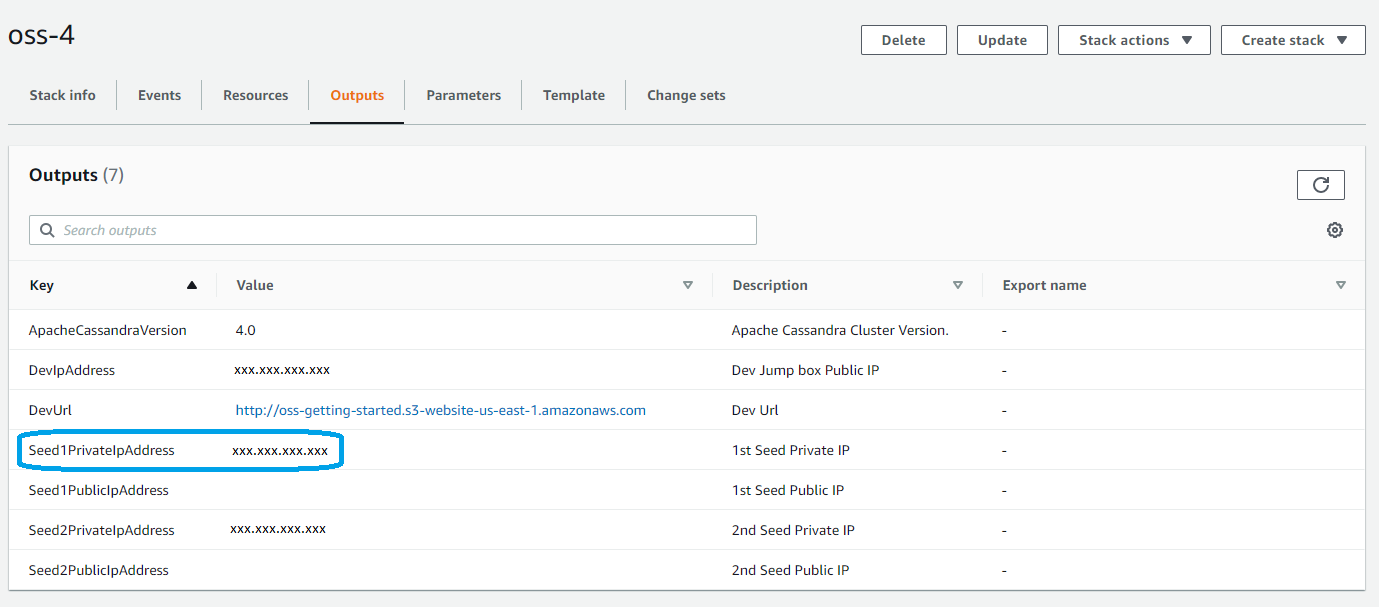 oss-4
Delete Update Stack actions Create stack
Stack info Events Resources Outputs Parameters Template Change sets
Outputs (7)
Search outputs
Key Value Description Export name
ApacheCassandraVersion 4.0 Apache Cassandra Cluster Version. -
DevIpAddress xxx.xxx.xxx.xxx Dev Jump box Public IP -
DevUrl http://oss-getting-started.s3-website-us-east-1.amazonaws.com Dev Url -
Seed1PrivateIpAddress xxx.xxx.xxx.xxx 1st Seed Private IP -
Seed1PublicIpAddress 1st Seed Public IP -
Seed2PrivateIpAddress xxx.xxx.xxx.xxx 2nd Seed Private IP -
Seed2PublicIpAddress 2nd Seed Public IP -